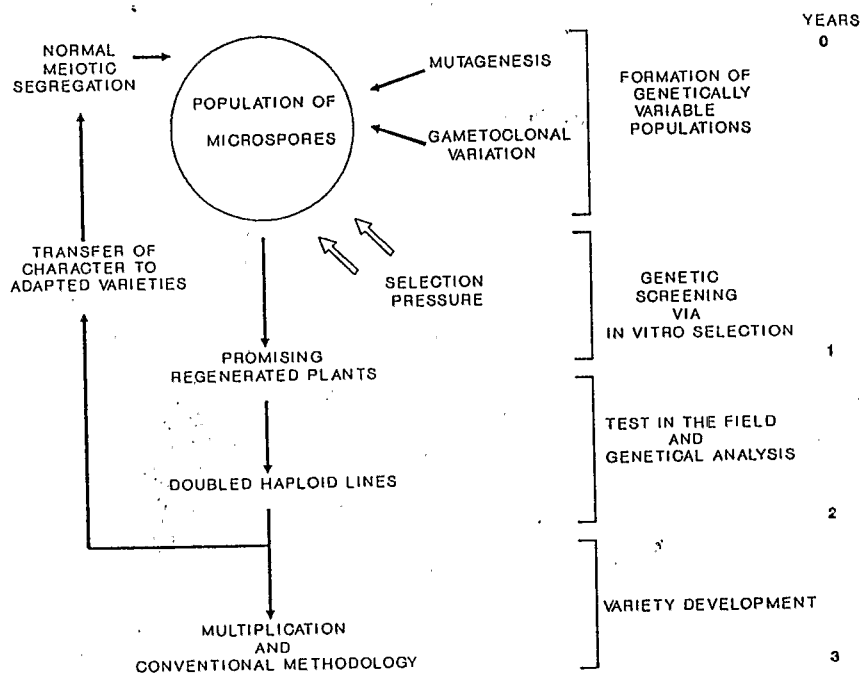 YEARS
0
NORMAL
MEIOTIC
SEGREGATION
POPULATION OF
MICROSPORES
MUTAGENESIS
GAMETOCLONAL
VARIATION
FORMATION OF
GENETICALLY
VARIABLE
POPULATIONS
TRANSFER OF
CHARACTER TO
ADAPTED VARIETIES
SELECTION
PRESSURE
GENETIC
SCREENING
VIA
IN VITRO SELECTION
1
PROMISING
REGENERATED PLANTS
TEST IN THE FIELD
AND
GENETICAL ANALYSIS
DOUBLED HAPLOID LINES
2
VARIETY DEVELOPMENT
MULTIPLICATION
AND
CONVENTIONAL METHODOLOGY
3